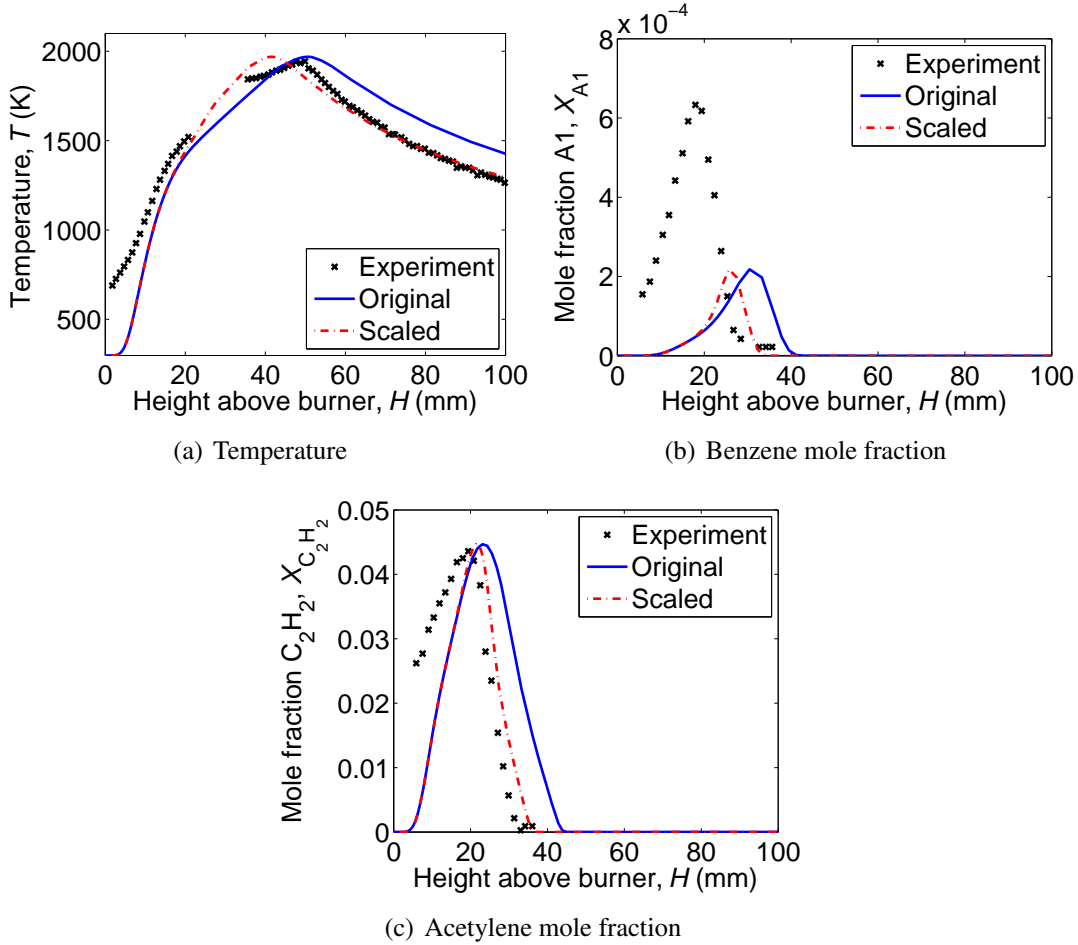 2000
1500
1000
500
Temperature, T (K)
Experiment
Original
Scaled
0 20 40 60 80 100
Height above burner, H (mm)
(a) Temperature
x 10⁻⁴
8
6
4
2
0
Mole fraction A1, X_A1
Experiment
Original
Scaled
0 20 40 60 80 100
Height above burner, H (mm)
(b) Benzene mole fraction
0.05
0.04
0.03
0.02
0.01
0
Mole fraction C₂H₂, X_C₂H₂
Experiment
Original
Scaled
0 20 40 60 80 100
Height above burner, H (mm)
(c) Acetylene mole fraction